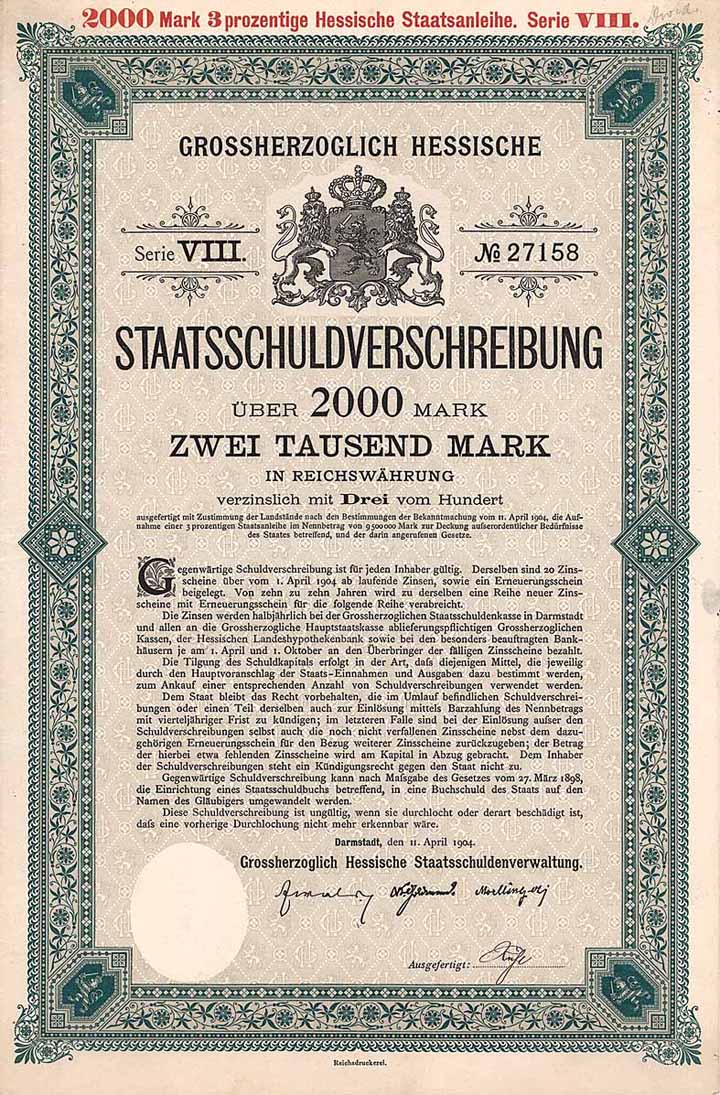 2000 Mark 3 prozentige Hessische Staatsanleihe. Serie VIII.
GROSSHERZOGLICH HESSISCHE
Serie VIII.
№ 27158
STAATSSCHULDVERSCHREIBUNG
ÜBER 2000 MARK
ZWEI TAUSEND MARK
IN REICHSWÄHRUNG
verzinslich mit Drei vom Hundert
ausgefertigt mit Zustimmung der Landstände nach den Bestimmungen der Bekanntmachung vom 11. April 1904, die Auf-
nahme einer 3 prozentigen Staatsanleihe im Nennbetrag von 9500000 Mark zur Deckung aufserordentlicher Bedürfnisse
des Staates betreffend, und der darin angerufenen Gesetze.
Gegenwärtige Schuldverschreibung ist für jeden Inhaber gültig. Derselben sind 20 Zins-
scheine über vom 1. April 1904 ab laufende Zinsen, sowie ein Erneuerungsschein
beigelegt. Von zehn zu zehn Jahren wird zu derselben eine Reihe neuer Zins-
scheine mit Erneuerungsschein für die folgende Reihe verabreicht.
Die Zinsen werden halbjährlich bei der Grossherzoglichen Staatsschuldenkasse in Darmstadt
und allen an die Grossherzogliche Hauptstaatskasse ablieferungspflichtigen Grossherzoglichen
Kassen, der Hessischen Landeshypothekenbank sowie bei den besonders beauftragten Bank-
häusern je am 1. April und 1. Oktober an den Überbringer der fälligen Zinsscheine bezahlt.
Die Tilgung des Schuldkapitals erfolgt in der Art, dafs diejenigen Mittel, die jeweilig
durch den Hauptvoranschlag der Staats-Einnahmen und Ausgaben dazu bestimmt werden,
zum Ankauf einer entsprechenden Anzahl von Schuldverschreibungen verwendet werden.
Dem Staat bleibt das Recht vorbehalten, die im Umlauf befindlichen Schuldverschrei-
bungen oder einen Teil derselben auch zur Einlösung mittels Barzahlung des Nennbetrags
mit vierteljähriger Frist zu kündigen; im letzteren Falle sind bei der Einlösung aufser den
Schuldverschreibungen selbst auch die noch nicht verfallenen Zinsscheine nebst dem dazu-
gehörigen Erneuerungsschein für den Bezug weiterer Zinsscheine zurückzugeben; der Betrag
der hierbei etwa fehlenden Zinsscheine wird am Kapital in Abzug gebracht. Dem Inhaber
der Schuldverschreibungen steht ein Kündigungsrecht gegen den Staat nicht zu.
Gegenwärtige Schuldverschreibung kann nach Mafsgabe des Gesetzes vom 27. März 1898,
die Einrichtung eines Staatsschuldbuchs betreffend, in eine Buchschuld des Staats auf den
Namen des Gläubigers umgewandelt werden.
Diese Schuldverschreibung ist ungültig, wenn sie durchlocht oder derart beschädigt ist,
dafs eine vorherige Durchlochung nicht mehr erkennbar wäre.
Darmstadt, den 11. April 1904.
Grossherzoglich Hessische Staatsschuldenverwaltung.
Ausgefertigt:
Reichsdruckerei.